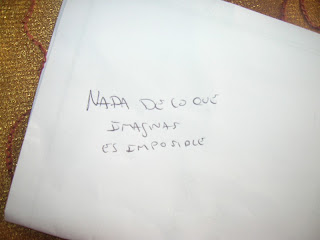 NADA DE LO QUE
IMAGINAS
ES IMPOSIBLE